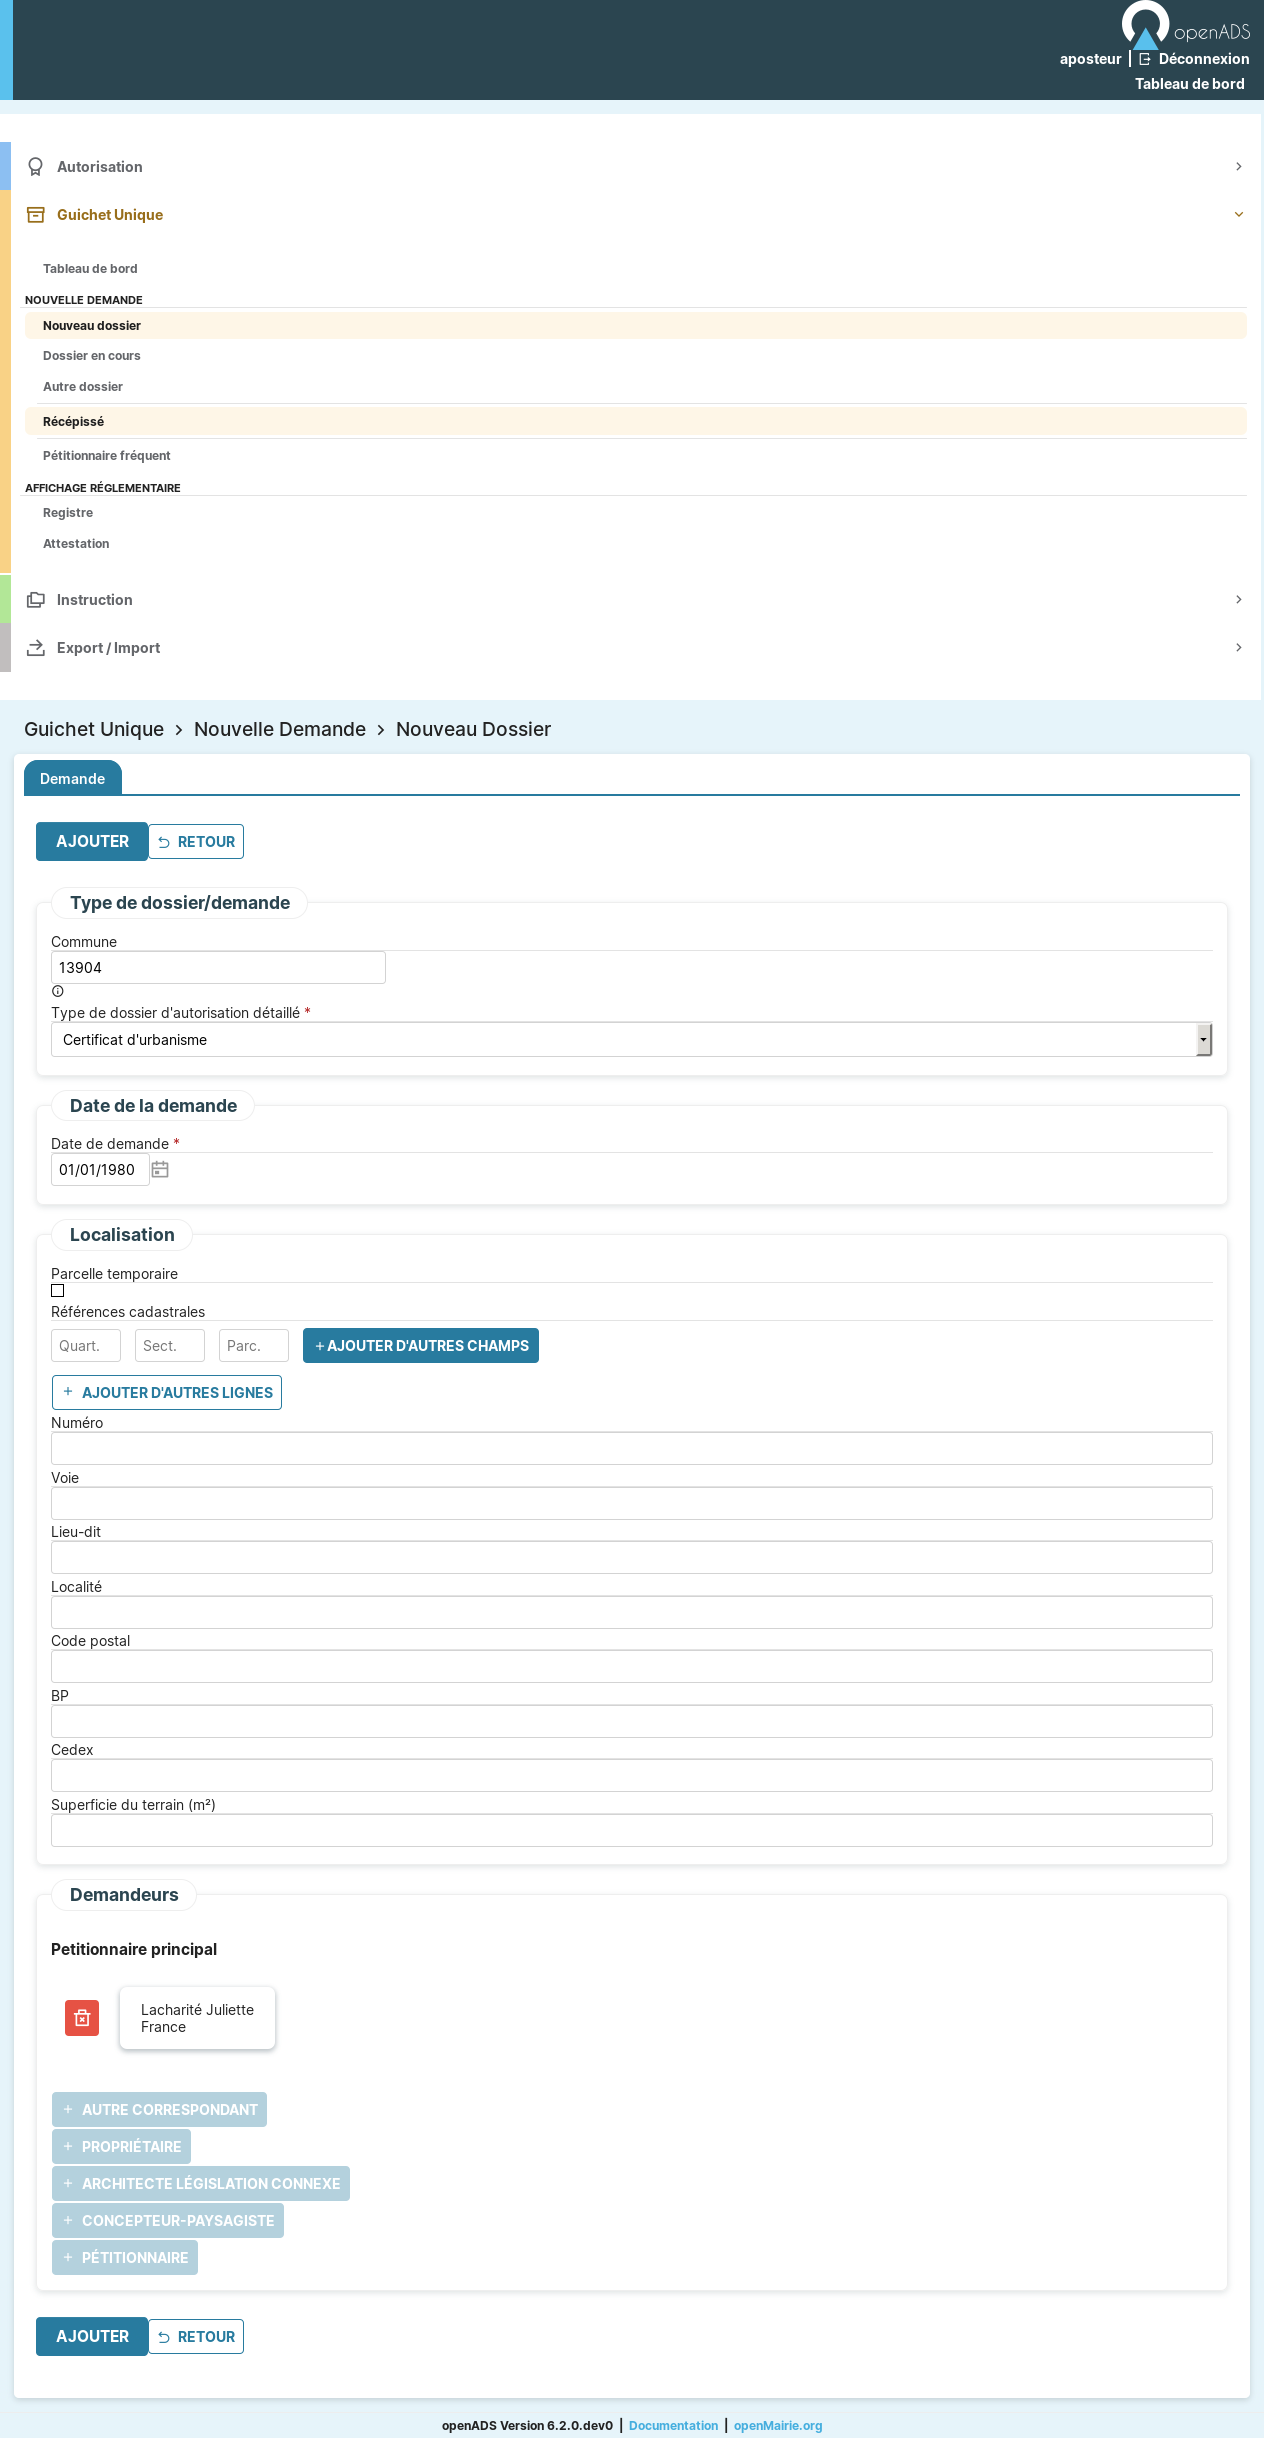 openADS
aposteur | Déconnexion
Tableau de bord
Autorisation
Guichet Unique
Tableau de bord
NOUVELLE DEMANDE
Nouveau dossier
Dossier en cours
Autre dossier
Récépissé
Pétitionnaire fréquent
AFFICHAGE RÉGLEMENTAIRE
Registre
Attestation
Instruction
Export / Import
Guichet Unique > Nouvelle Demande > Nouveau Dossier
Demande
AJOUTER RETOUR
Type de dossier/demande
Commune
13904
Type de dossier d'autorisation détaillé *
Certificat d'urbanisme
Date de la demande
Date de demande *
01/01/1980
Localisation
Parcelle temporaire
Références cadastrales
Quart. Sect. Parc. + AJOUTER D'AUTRES CHAMPS
+ AJOUTER D'AUTRES LIGNES
Numéro
Voie
Lieu-dit
Localité
Code postal
BP
Cedex
Superficie du terrain (m²)
Demandeurs
Petitionnaire principal
Lacharité Juliette
France
+ AUTRE CORRESPONDANT
+ PROPRIÉTAIRE
+ ARCHITECTE LÉGISLATION CONNEXE
+ CONCEPTEUR-PAYSAGISTE
+ PÉTITIONNAIRE
AJOUTER RETOUR
openADS Version 6.2.0.dev0 | Documentation | openMairie.org